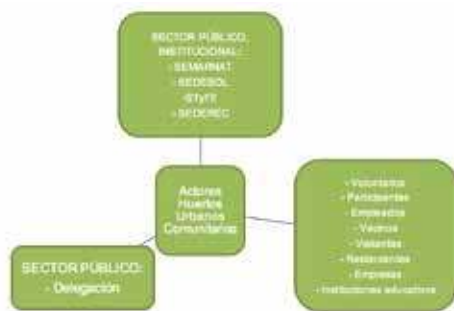 SECTOR PÚBLICO,
INSTITUCIONAL:
- SEMARNAT
- SEDESOL
- STyFE
- SEDEREC
Actores
Huertos
Urbanos
Comunitarios
- Voluntarios
- Participantes
- Empleados
- Vecinos
- Visitantes
- Restaurantes
- Empresas
- Instituciones educativas
SECTOR PÚBLICO:
- Delegación